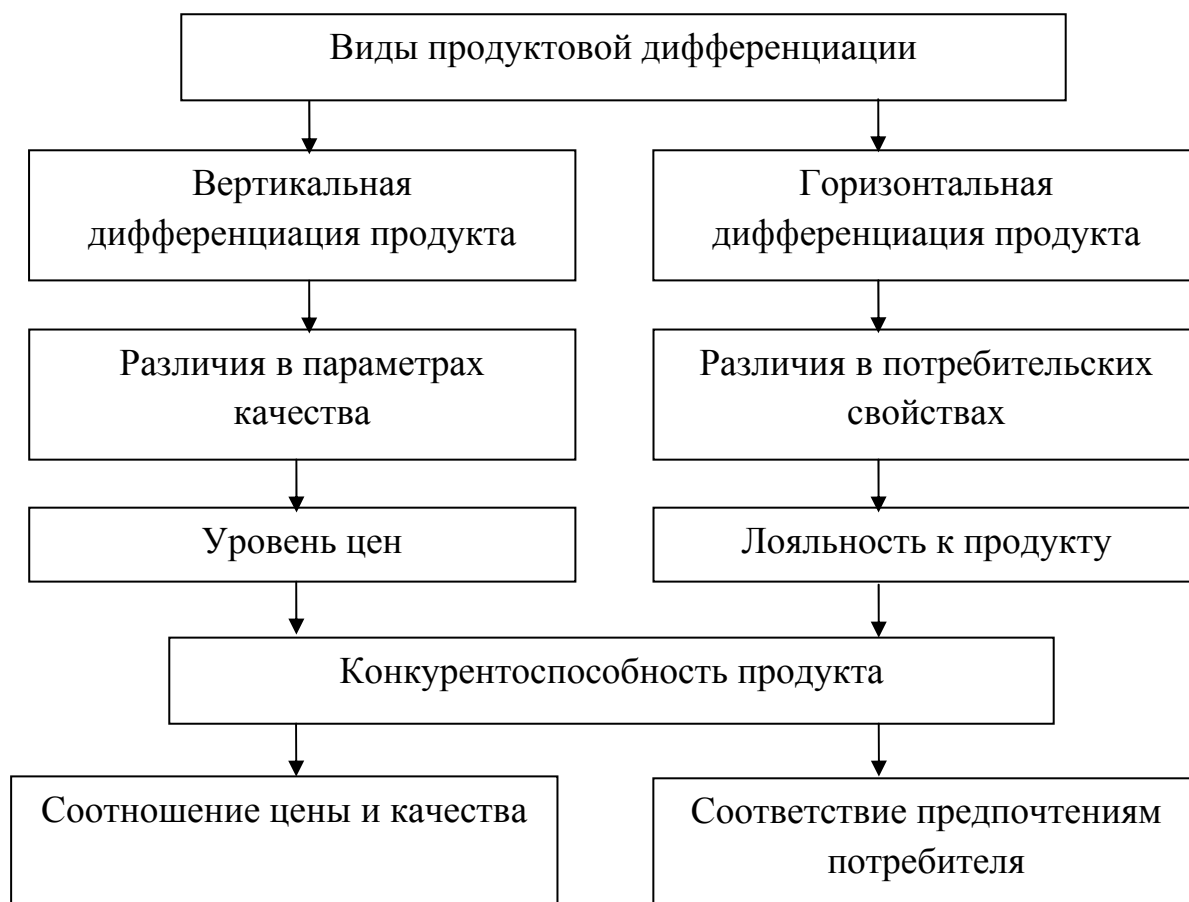 Виды продуктовой дифференциации
Вертикальная
дифференциация продукта
Горизонтальная
дифференциация продукта
Различия в параметрах
качества
Различия в потребительских
свойствах
Уровень цен
Лояльность к продукту
Конкурентоспособность продукта
Соотношение цены и качества
Соответствие предпочтениям
потребителя